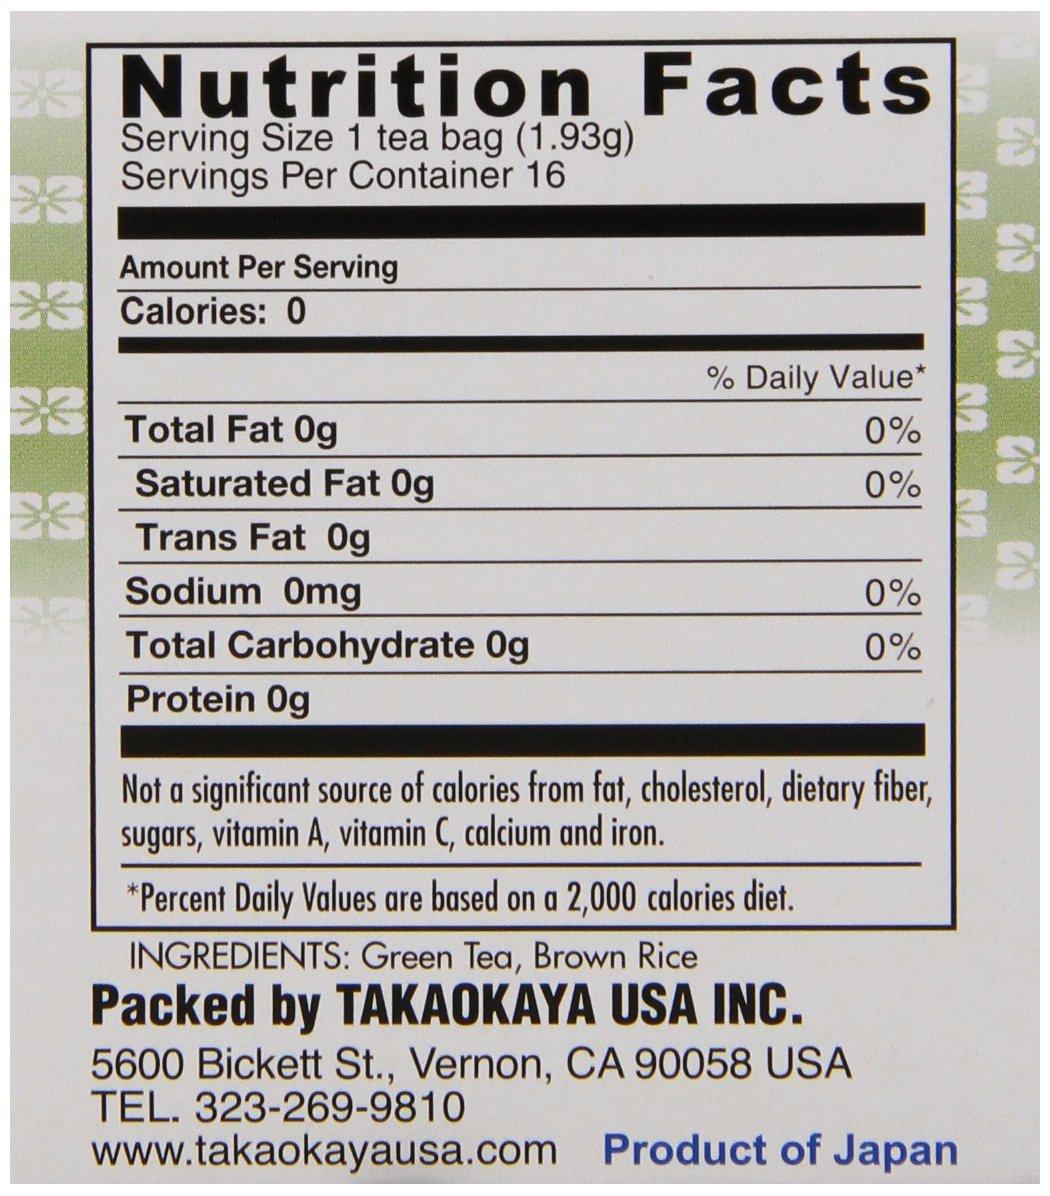 Nutrition Facts
Serving Size 1 tea bag (1.93g)
Servings Per Container 16
Amount Per Serving
Calories: 0
% Daily Value*
Total Fat 0g 0%
Saturated Fat 0g 0%
Trans Fat 0g
Sodium 0mg 0%
Total Carbohydrate 0g 0%
Protein 0g
Not a significant source of calories from fat, cholesterol, dietary fiber,
sugars, vitamin A, vitamin C, calcium and iron.
*Percent Daily Values are based on a 2,000 calories diet.
INGREDIENTS: Green Tea, Brown Rice
Packed by TAKAOKAYA USA INC.
5600 Bickett St., Vernon, CA 90058 USA
TEL. 323-269-9810
www.takaokayausa.com Product of Japan